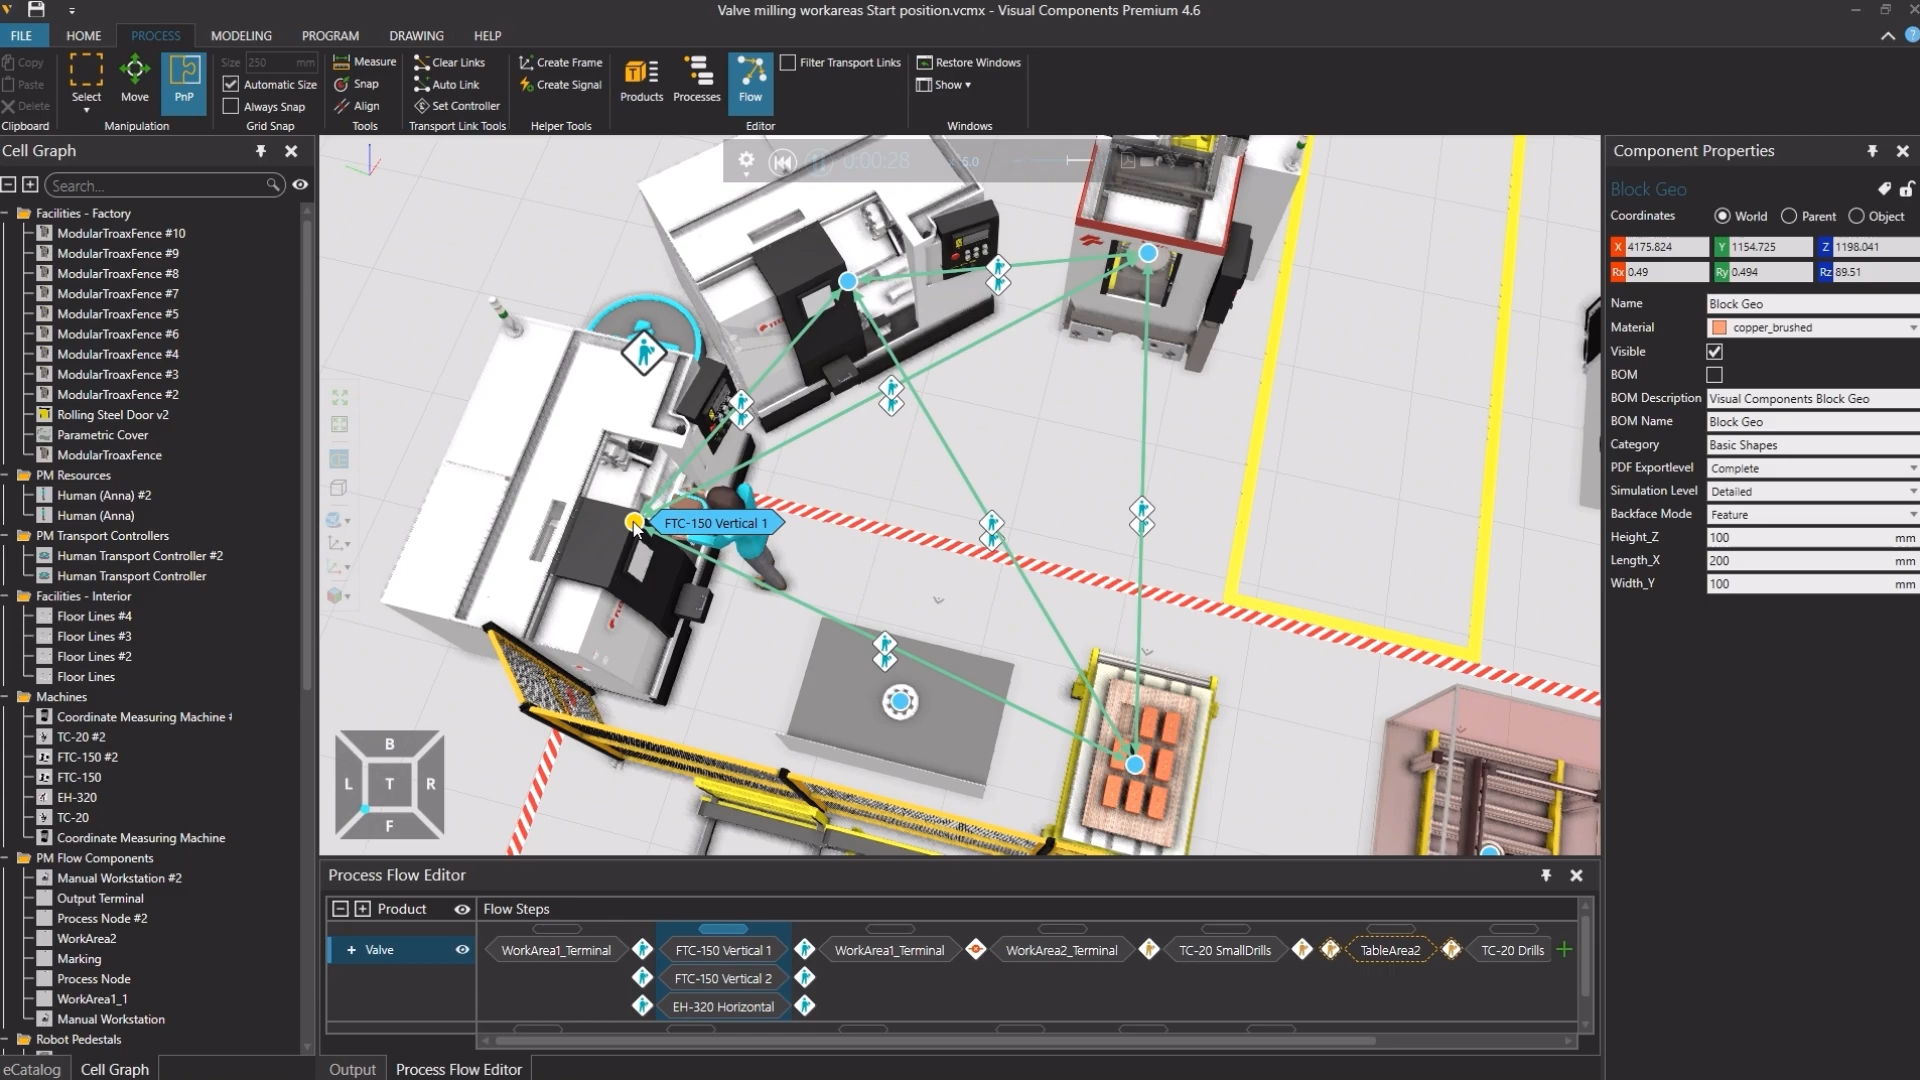 Valve milling workareas Start position.vcmx - Visual Components Premium 4.6
FILE HOME PROCESS MODELING PROGRAM DRAWING HELP
Copy
Paste
Delete
Clipboard
Select
Move
PnP
Manipulation
Size 250 mm
Automatic Size
Always Snap
Grid Snap
Measure
Snap
Align
Tools
Clear Links
Auto Link
Set Controller
Transport Link Tools
Create Frame
Create Signal
Helper Tools
Products
Processes
Flow
Filter Transport Links
Editor
Restore Windows
Show
Windows
Cell Graph
Search...
Facilities - Factory
ModularTroaxFence #10
ModularTroaxFence #9
ModularTroaxFence #8
ModularTroaxFence #7
ModularTroaxFence #5
ModularTroaxFence #6
ModularTroaxFence #4
ModularTroaxFence #3
ModularTroaxFence #2
Rolling Steel Door v2
Parametric Cover
ModularTroaxFence
PM Resources
Human (Anna) #2
Human (Anna)
PM Transport Controllers
Human Transport Controller #2
Human Transport Controller
Facilities - Interior
Floor Lines #4
Floor Lines #3
Floor Lines #2
Floor Lines
Machines
Coordinate Measuring Machine #
TC-20 #2
FTC-150 #2
FTC-150
EH-320
TC-20
Coordinate Measuring Machine
PM Flow Components
Manual Workstation #2
Output Terminal
Process Node #2
WorkArea2
Marking
Process Node
WorkArea1_1
Manual Workstation
Robot Pedestals
eCatalog Cell Graph
0:00:28
FTC-150 Vertical 1
B
L T R
F
Process Flow Editor
Product Flow Steps
+ Valve
WorkArea1_Terminal FTC-150 Vertical 1 WorkArea1_Terminal WorkArea2_Terminal TC-20 SmallDrills TableArea2 TC-20 Drills
FTC-150 Vertical 2
EH-320 Horizontal
Output Process Flow Editor
Component Properties
Block Geo
Coordinates World Parent Object
X 4175.824 Y 1154.725 Z 1198.041
Rx 0.49 Ry 0.494 Rz 89.51
Name Block Geo
Material copper_brushed
Visible
BOM
BOM Description Visual Components Block Geo
BOM Name Block Geo
Category Basic Shapes
PDF Exportlevel Complete
Simulation Level Detailed
Backface Mode Feature
Height_Z 100 mm
Length_X 200 mm
Width_Y 100 mm